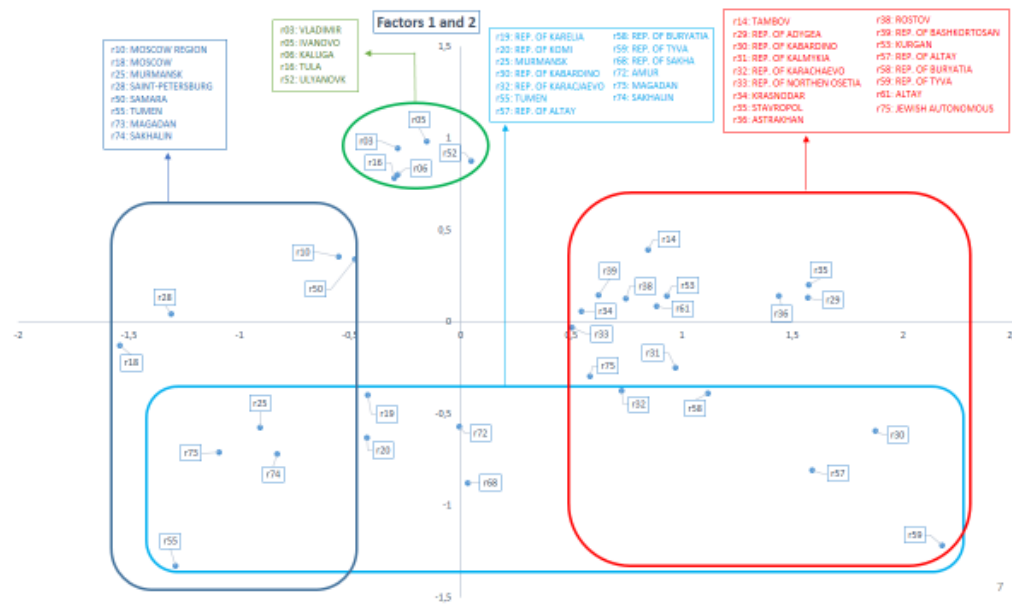 Factors 1 and 2
r10: MOSCOW REGION
r18: MOSCOW
r25: MURMANSK
r28: SAINT-PETERSBURG
r50: SAMARA
r55: TUMEN
r73: MAGADAN
r74: SAKHALIN
r03: VLADIMIR
r05: IVANOVO
r06: KALUGA
r16: TULA
r52: ULYANOVK
r19: REP. OF KARELIA
r20: REP. OF KOMI
r25: MURMANSK
r30: REP. OF KABARDINO
r32: REP. OF KARACJAEVO
r55: TUMEN
r57: REP. OF ALTAY
r58: REP. OF BURYATIA
r59: REP. OF TYVA
r68: REP. OF SAKHA
r72: AMUR
r73: MAGADAN
r74: SAKHALIN
r14: TAMBOV
r29: REP. OF ADYGEA
r30: REP. OF KABARDINO
r31: REP. OF KALMYKIA
r32: REP. OF KARACHAEVO
r33: REP. OF NORTHEN OSETIA
r34: KRASNODAR
r35: STAVROPOL
r36: ASTRAKHAN
r38: ROSTOV
r39: REP. OF BASHKORTOSAN
r53: KURGAN
r57: REP. OF ALTAY
r58: REP. OF BURYATIA
r59: REP. OF TYVA
r61: ALTAY
r75: JEWISH AUTONOMOUS
1,5
r05
r03
1
r52
r16
r06
0,5
r14
r10
r39
r35
r50
r38
r53
r28
r34
r61
r36
r29
0
-2
-1,5
-1
-0,5
0
0,5
1
1,5
2
2
r33
r18
r31
r75
r25
r19
-0,5
r32
r58
r72
r30
r73
r20
r74
r68
r57
-1
r55
r59
-1,5
7